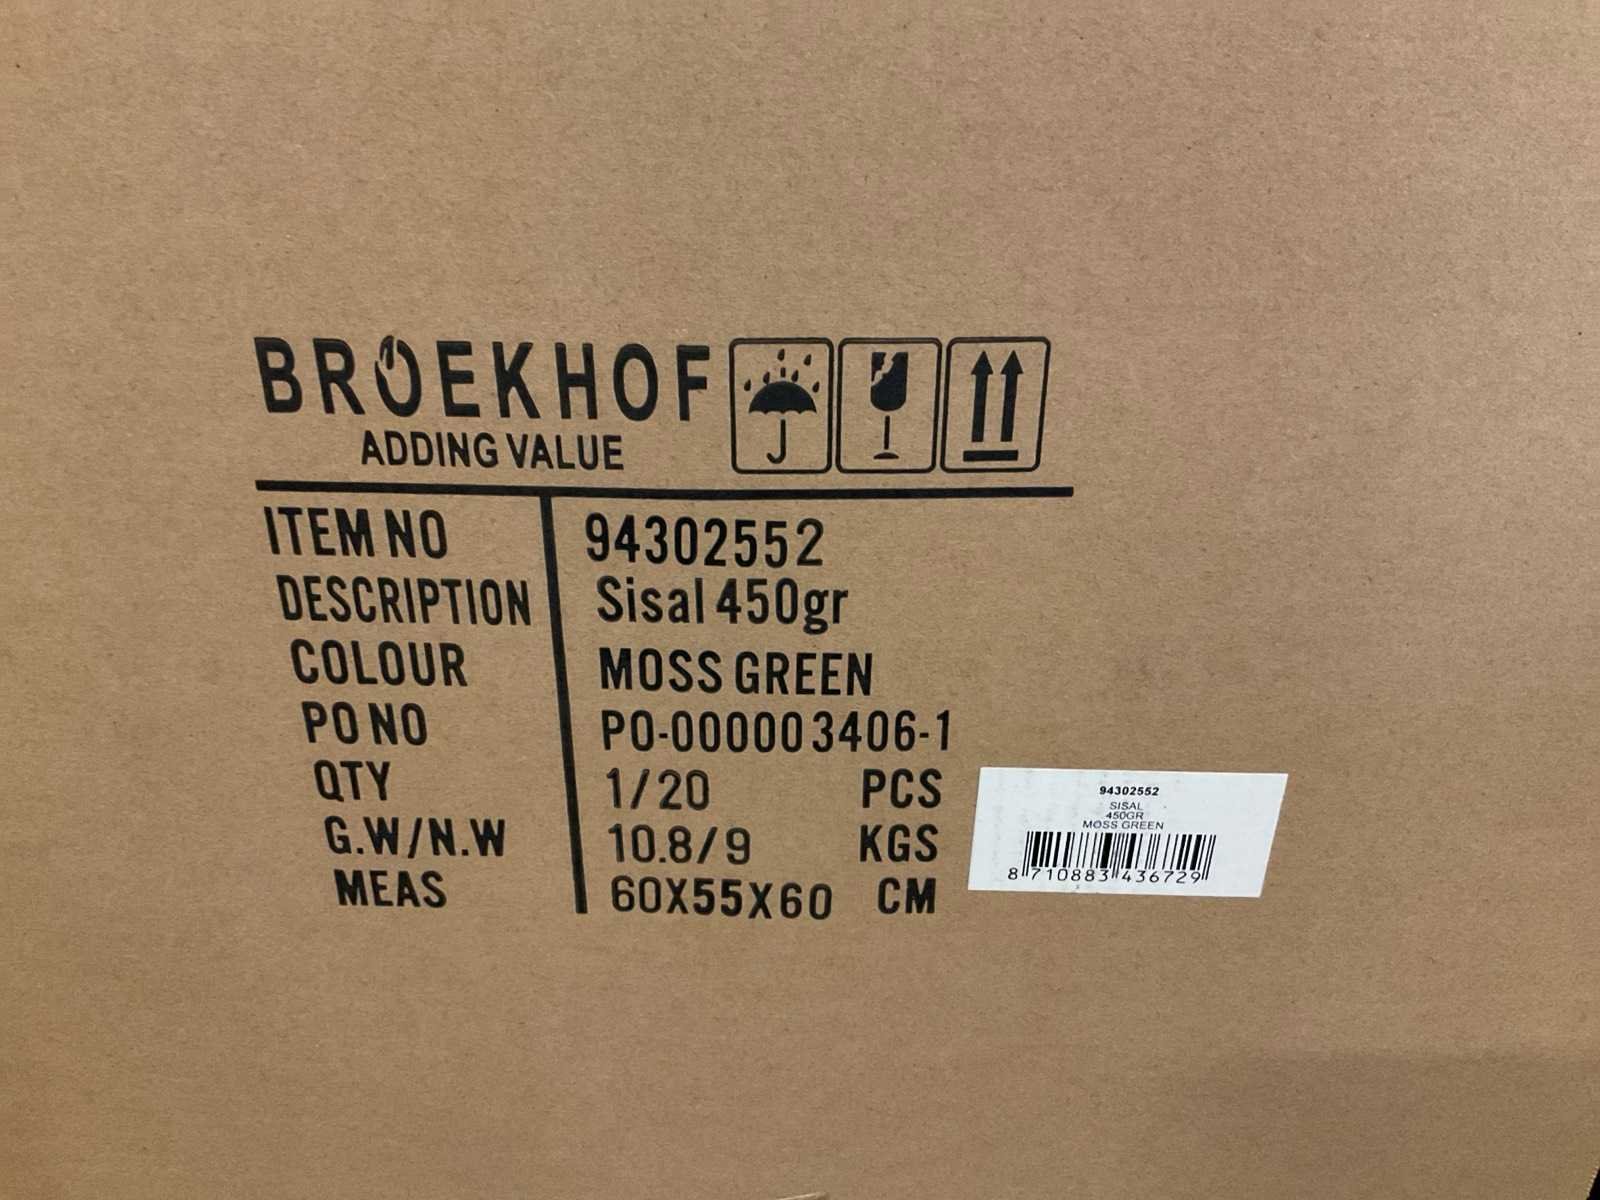 BROEKHOF
ADDING VALUE
ITEM NO 94302552
DESCRIPTION Sisal 450gr
COLOUR MOSS GREEN
PO NO PO-000003406-1
QTY 1/20 PCS
G.W/N.W 10.8/9 KGS
MEAS 60X55X60 CM
94302552
SISAL
450GR
MOSS GREEN
8 710883 436729